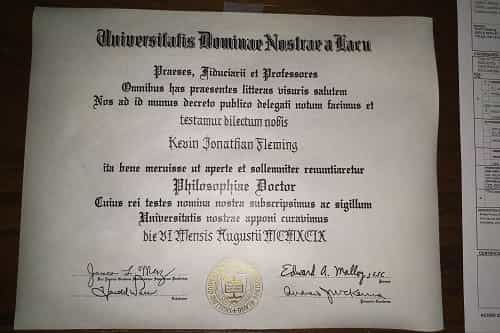 Universitatis Dominae Nostrae a Lacu
Praeses, Fiduciarii et Professores
Omnibus has praesentes litteras visuris salutem
Nos ad id munus decreto publico delegati notum facimus et
testamur dilectum nobis
Kevin Jonathan Fleming
ita bene meruisse ut aperte et sollemniter renuntiaretur
Philosophiae Doctor
Cuius rei testes nomina nostra subscripsimus ac sigillum
Universitatis nostrae apponi curavimus
die VI Mensis Augustii MCMXCIX
Edward A. Malloy, csc